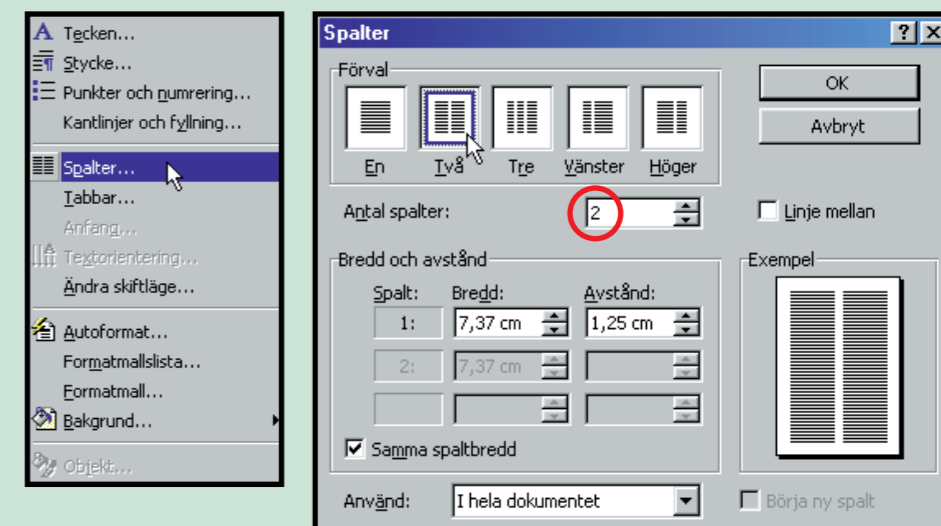 Tecken...
Stycke...
Punkter och numrering...
Kantlinjer och fyllning...
Spalter...
Tabbar...
Anfang...
Textorientering...
Ändra skiftläge...
Autoformat...
Formatmallslista...
Formatmall...
Bakgrund...
Objekt...
Spalter
Förval
OK
Avbryt
En Två Tre Vänster Höger
Antal spalter: 2
Linje mellan
Bredd och avstånd
Exempel
Spalt: Bredd: Avstånd:
1: 7,37 cm 1,25 cm
2: 7,37 cm
Samma spaltbredd
Använd: I hela dokumentet
Börja ny spalt